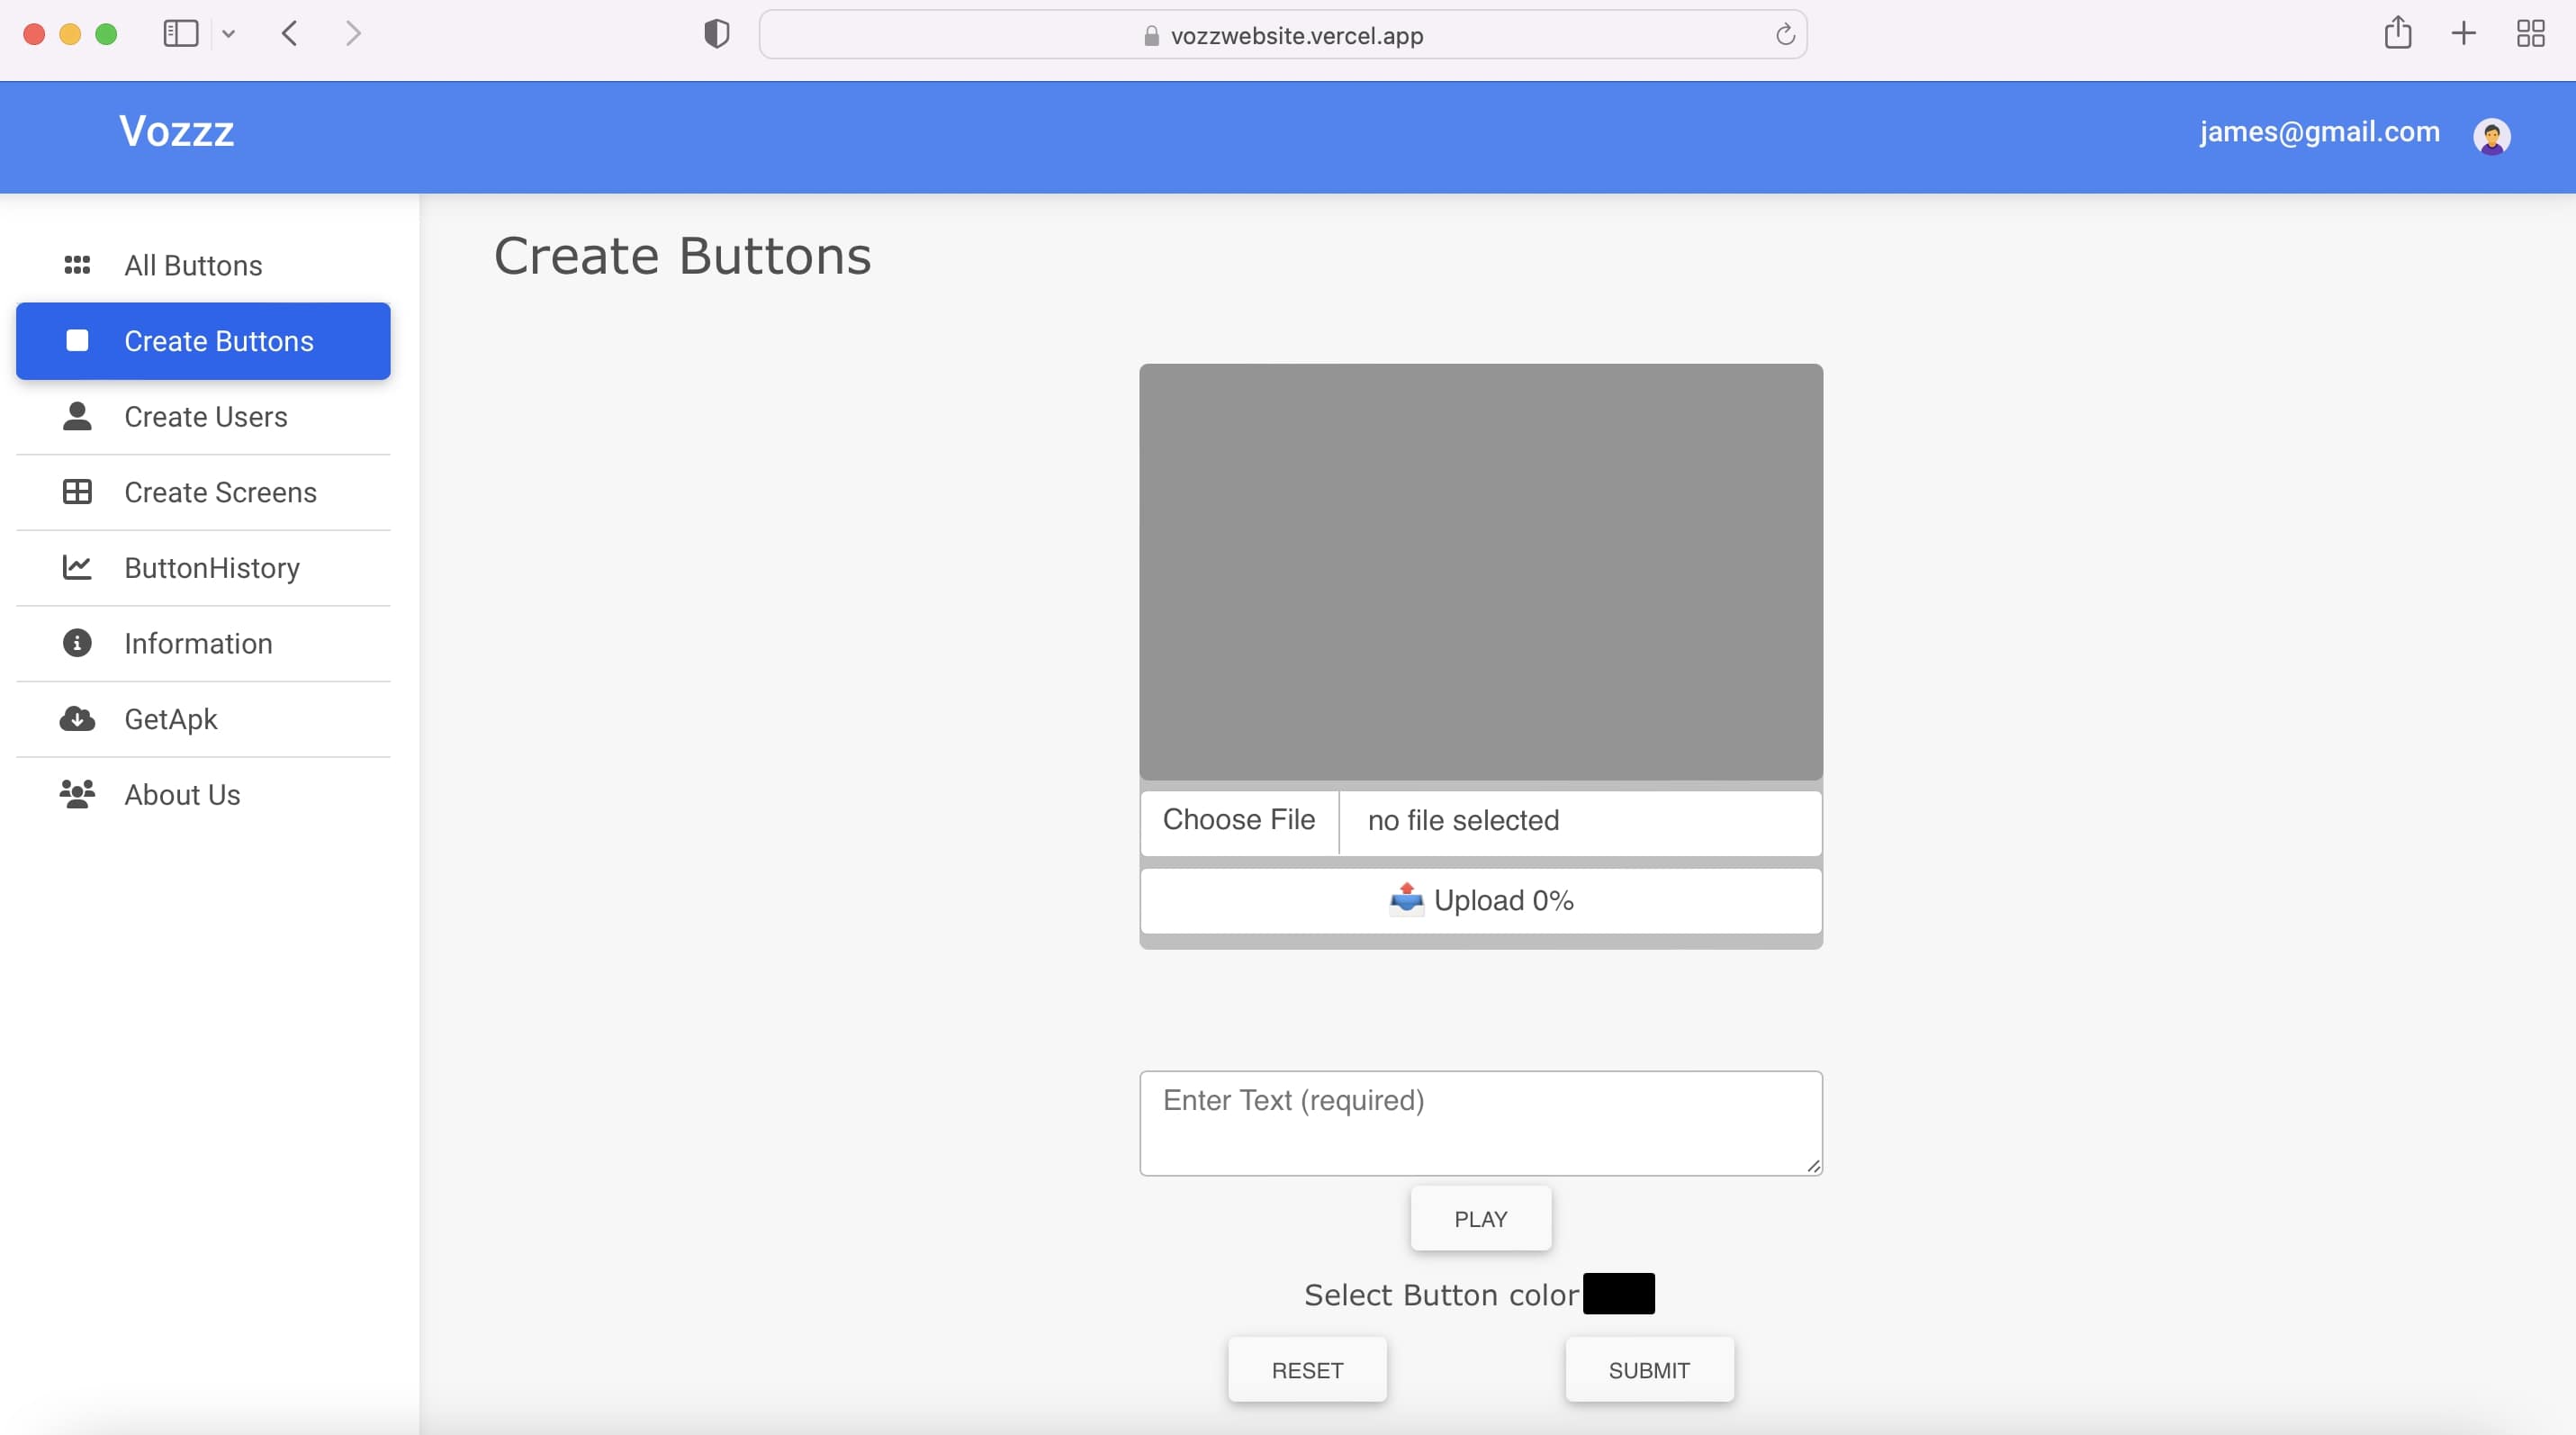 vozzwebsite.vercel.app
Vozzz
james@gmail.com
All Buttons
Create Buttons
Create Users
Create Screens
ButtonHistory
Information
GetApk
About Us
Create Buttons
Choose File no file selected
Upload 0%
Enter Text (required)
PLAY
Select Button color
RESET SUBMIT